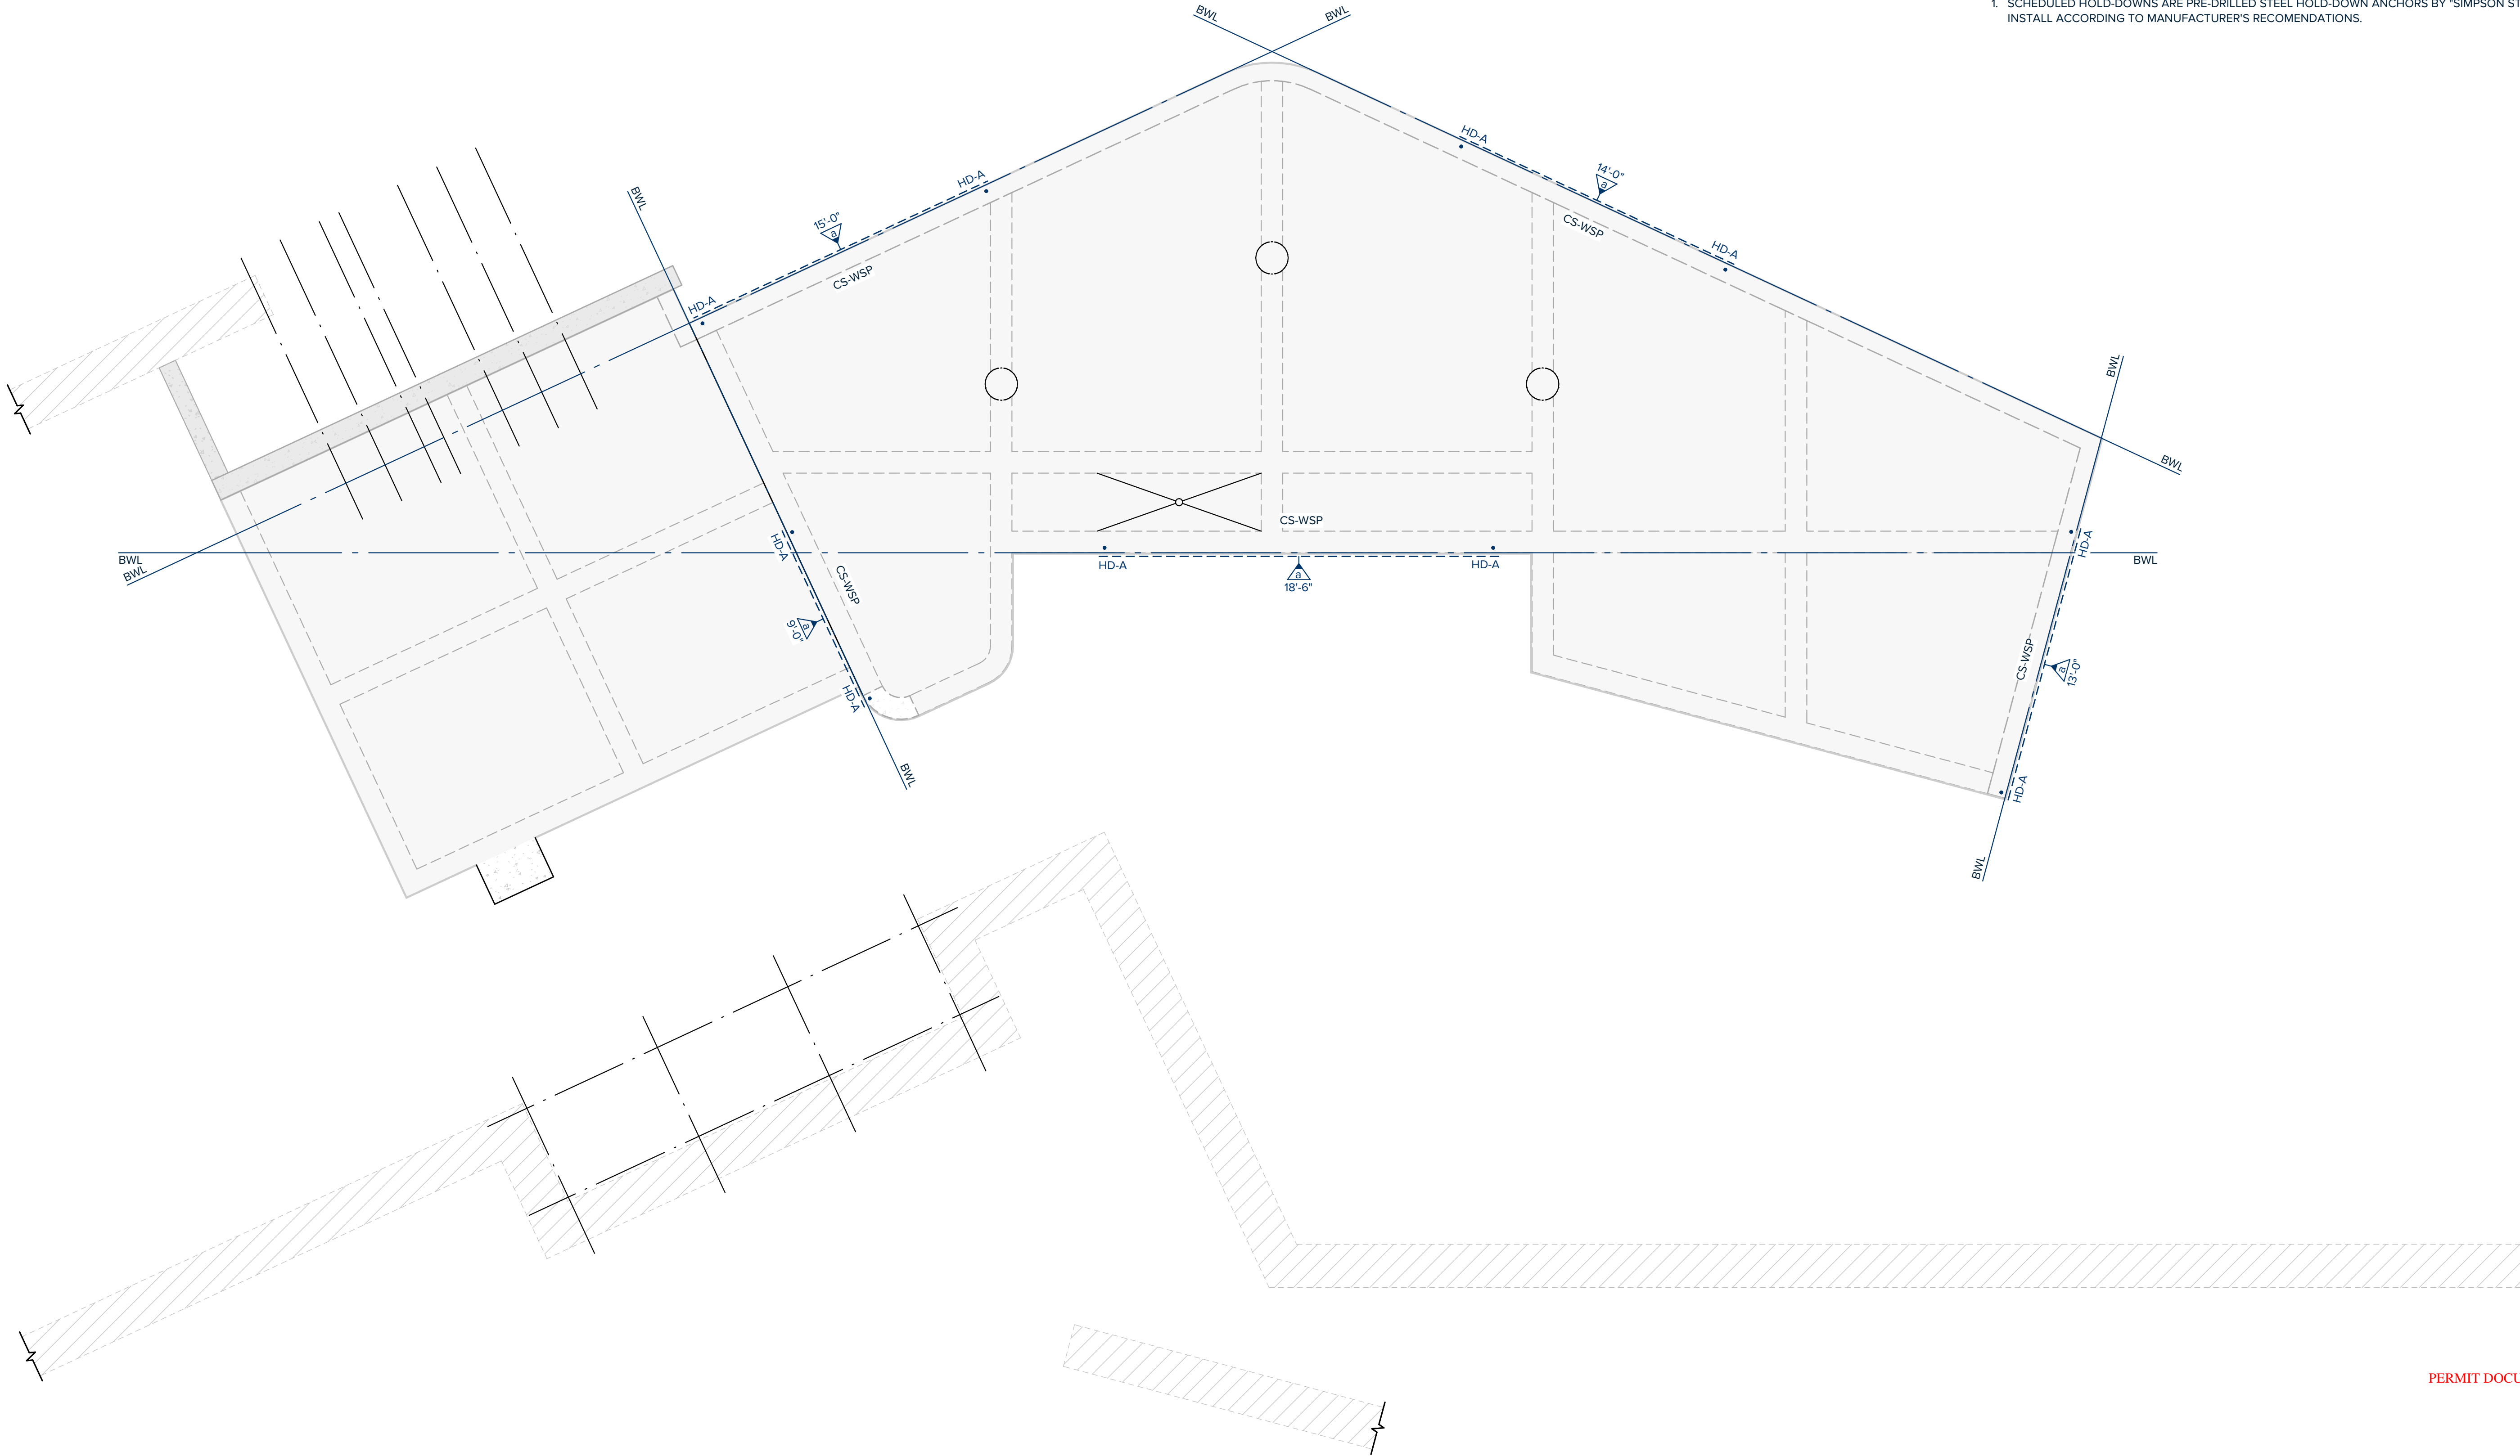 BWL
BWL
1. SCHEDULED HOLD-DOWNS ARE PRE-DRILLED STEEL HOLD-DOWN ANCHORS BY "SIMPSON ST
INSTALL ACCORDING TO MANUFACTURER'S RECOMENDATIONS.
HD-A
14'-0"
a
HD-A
BWL
15'-0"
a
CS-WSP
HD-A
CS-WSP
HD-A
BWL
BWL
CS-WSP
HD-A
HD-A
BWL
BWL
HD-A
HD-A
BWL
CS-WSP
a
18'-6"
9'-0"
a
CS-WSP
a
13'-0"
HD-A
BWL
HD-A
BWL
PERMIT DOCU